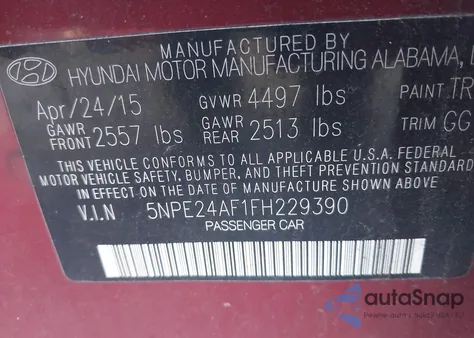 MANUFACTURED BY
HYUNDAI MOTOR MANUFACTURING ALABAMA,
Apr/24/15 GVWR 4497 lbs PAINT TR
GAWR FRONT 2557 lbs GAWR REAR 2513 lbs TRIM GG
THIS VEHICLE CONFORMS TO ALL APPLICABLE U.S.A. FEDERAL
MOTOR VEHICLE SAFETY, BUMPER, AND THEFT PREVENTION STANDARD
IN EFFECT ON THE DATE OF MANUFACTURE SHOWN ABOVE.
V.I.N 5NPE24AF1FH229390
PASSENGER CAR
autoSnap